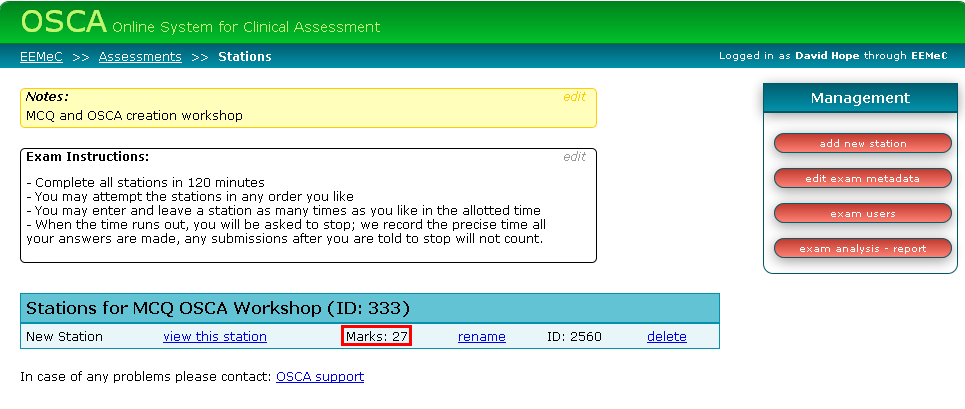 OSCA Online System for Clinical Assessment
EEMeC >> Assessments >> Stations
Logged in as David Hope through EEMeC
Notes: edit
MCQ and OSCA creation workshop
Exam Instructions: edit
- Complete all stations in 120 minutes
- You may attempt the stations in any order you like
- You may enter and leave a station as many times as you like in the allotted time
- When the time runs out, you will be asked to stop; we record the precise time all
your answers are made, any submissions after you are told to stop will not count.
Management
add new station
edit exam metadata
exam users
exam analysis - report
Stations for MCQ OSCA Workshop (ID: 333)
New Station view this station Marks: 27 rename ID: 2560 delete
In case of any problems please contact: OSCA support